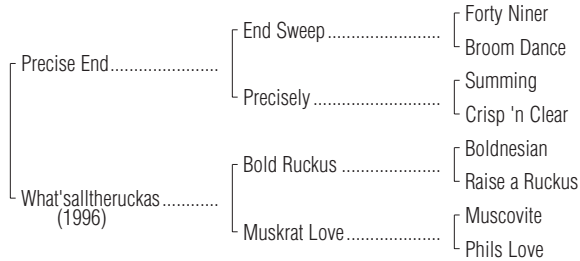 Forty Niner
End Sweep
Broom Dance
Precise End
Summing
Precisely
Crisp 'n Clear
Boldnesian
Bold Ruckus
Raise a Ruckus
What'salltheruckas
(1996)
Muscovite
Muskrat Love
Phils Love